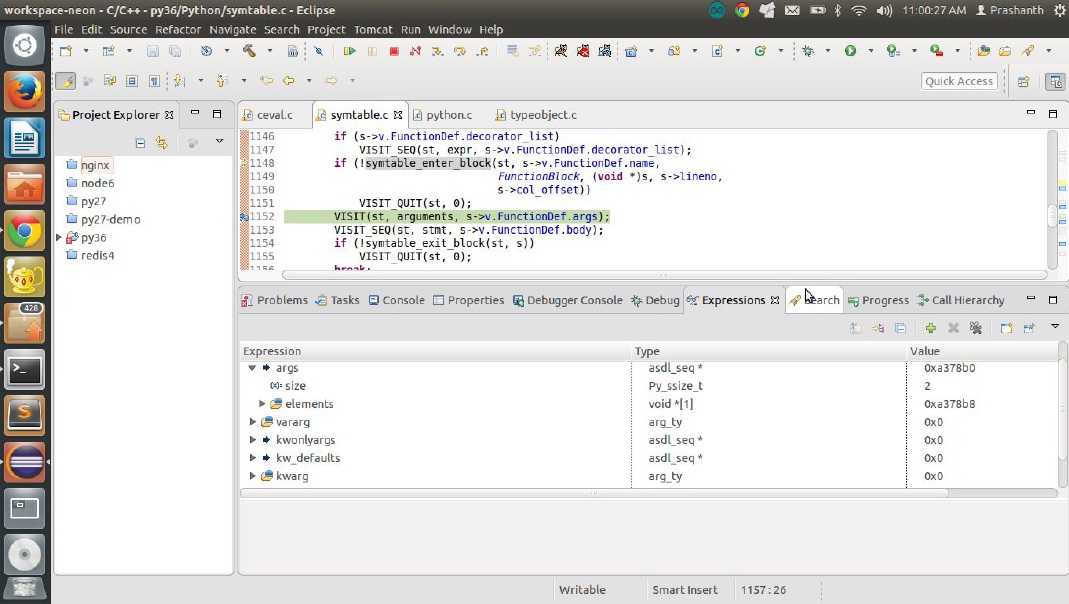 workspace-neon - C/C++ - py36/Python/symtable.c - Eclipse
11:00:27 AM Prashanth
File Edit Source Refactor Navigate Search Project Tomcat Run Window Help
Quick Access
Project Explorer
nginx
node6
py27
py27-demo
py36
redis4
ceval.c symtable.c python.c typeobject.c
1146 if (s->v.FunctionDef.decorator_list)
1147 VISIT_SEQ(st, expr, s->v.FunctionDef.decorator_list);
1148 if (!symtable_enter_block(st, s->v.FunctionDef.name,
1149 FunctionBlock, (void *)s, s->lineno,
1150 s->col_offset))
1151 VISIT_QUIT(st, 0);
1152 VISIT(st, arguments, s->v.FunctionDef.args);
1153 VISIT_SEQ(st, stmt, s->v.FunctionDef.body);
1154 if (!symtable_exit_block(st, s))
1155 VISIT_QUIT(st, 0);
1156 break;
Problems Tasks Console Properties Debugger Console Debug Expressions Search Progress Call Hierarchy
Expression Type Value
args asdl_seq * 0xa378b0
size Py_ssize_t 2
elements void *[1] 0xa378b8
vararg arg_ty 0x0
kwonlyargs asdl_seq * 0x0
kw_defaults asdl_seq * 0x0
kwarg arg_ty 0x0
428
Writable Smart Insert 1157 : 26